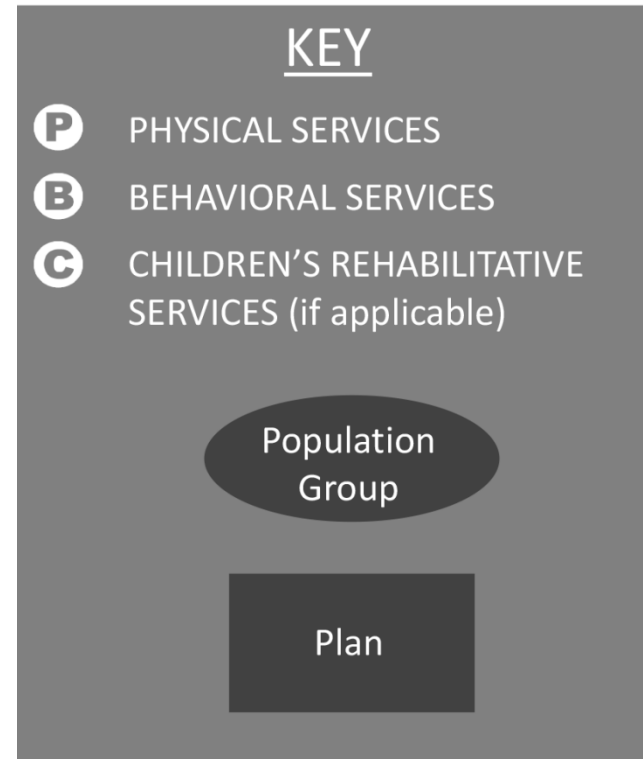 KEY
P PHYSICAL SERVICES
B BEHAVIORAL SERVICES
C CHILDREN’S REHABILITATIVE
SERVICES (if applicable)
Population
Group
Plan